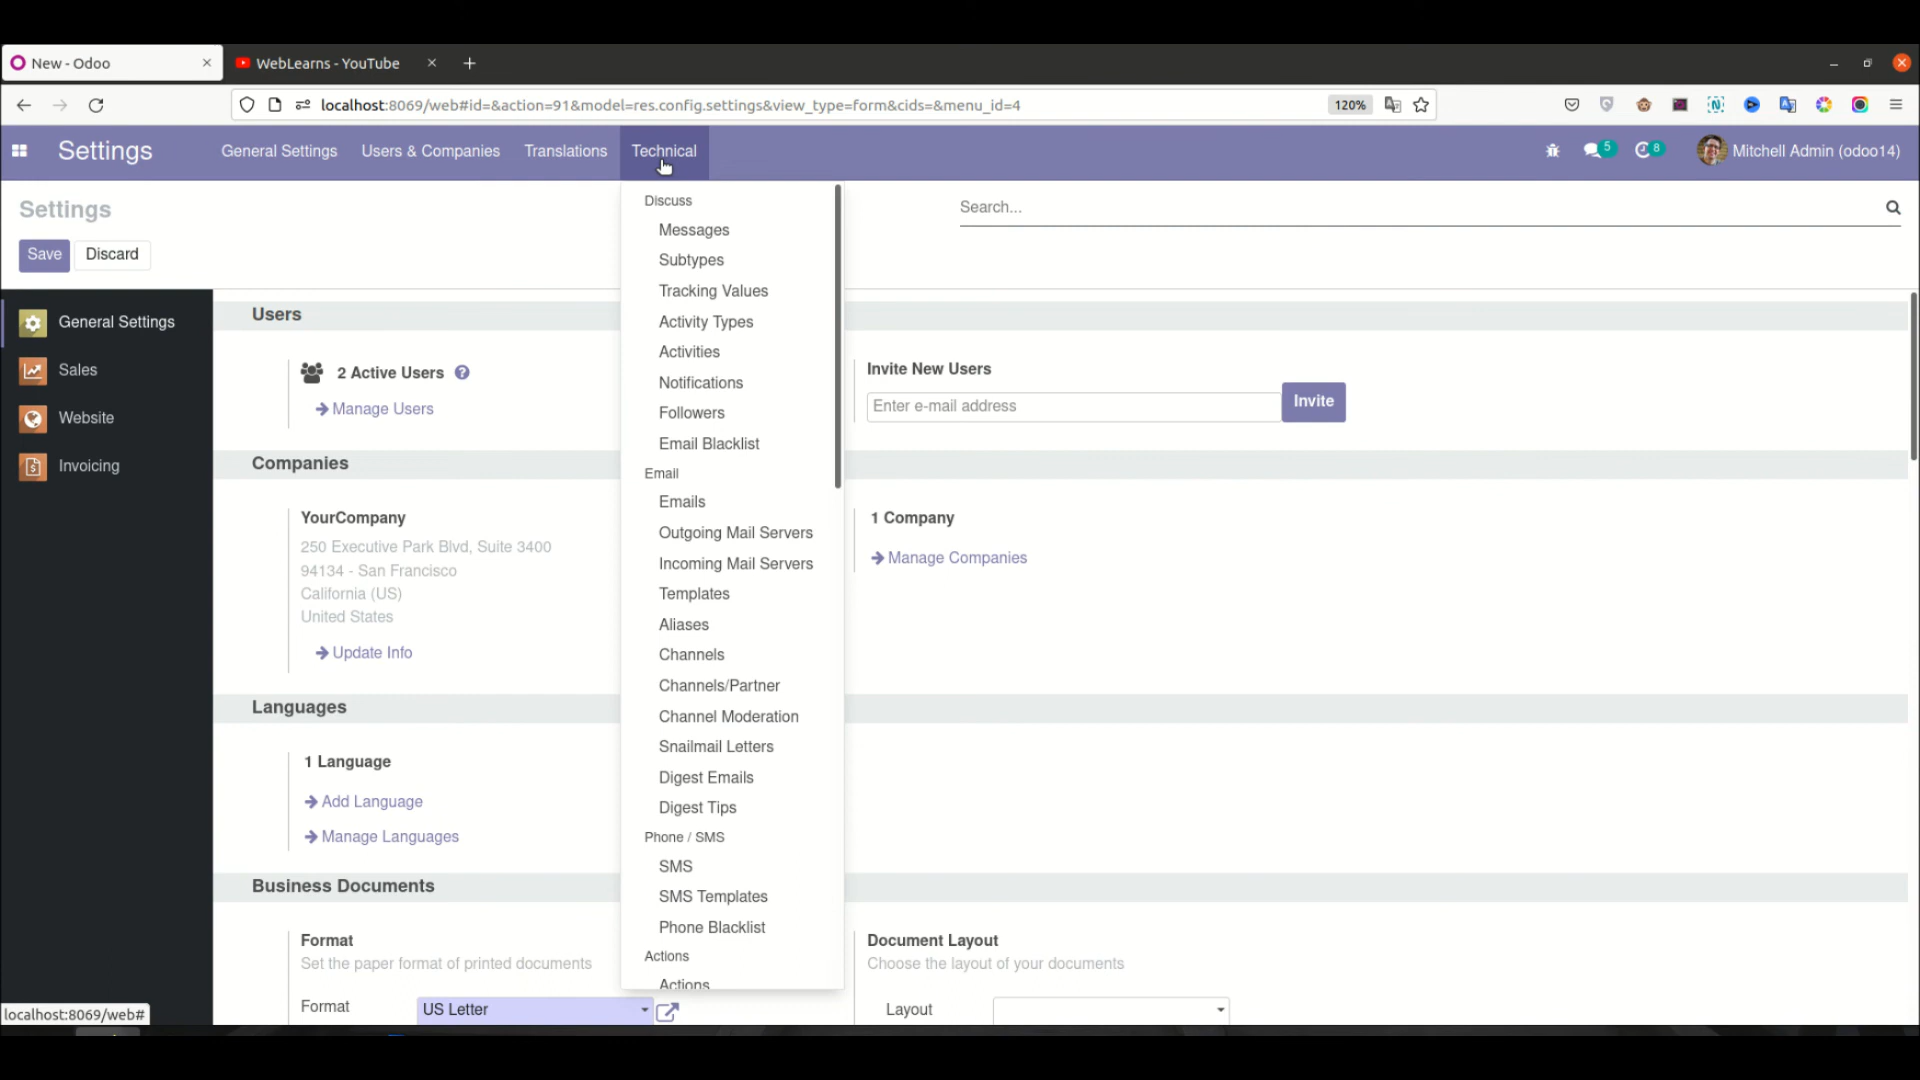 New - Odoo
WebLearns - YouTube
localhost:8069/web#id=&action=91&model=res.config.settings&view_type=form&cids=&menu_id=4
120%
Settings
General Settings
Users & Companies
Translations
Technical
5
8
Mitchell Admin (odoo14)
Settings
Search...
Save
Discard
General Settings
Sales
Website
Invoicing
Discuss
Messages
Subtypes
Tracking Values
Activity Types
Activities
Notifications
Followers
Email Blacklist
Email
Emails
Outgoing Mail Servers
Incoming Mail Servers
Templates
Aliases
Channels
Channels/Partner
Channel Moderation
Snailmail Letters
Digest Emails
Digest Tips
Phone / SMS
SMS
SMS Templates
Phone Blacklist
Actions
Actions
Users
2 Active Users
Manage Users
Invite New Users
Enter e-mail address
Invite
Companies
YourCompany
250 Executive Park Blvd, Suite 3400
94134 - San Francisco
California (US)
United States
Update Info
1 Company
Manage Companies
Languages
1 Language
Add Language
Manage Languages
Business Documents
Format
Set the paper format of printed documents
Format
US Letter
Document Layout
Choose the layout of your documents
Layout
localhost:8069/web#